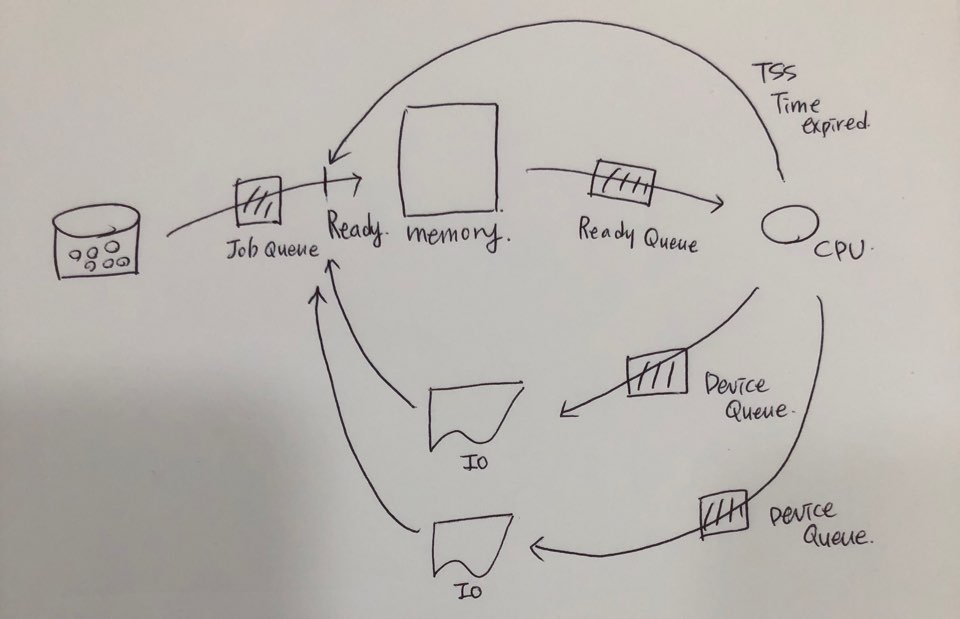 TSS
Time
expired.
Job Queue
Ready.
memory.
Ready Queue
CPU.
Device
Queue.
IO
Device
Queue.
IO